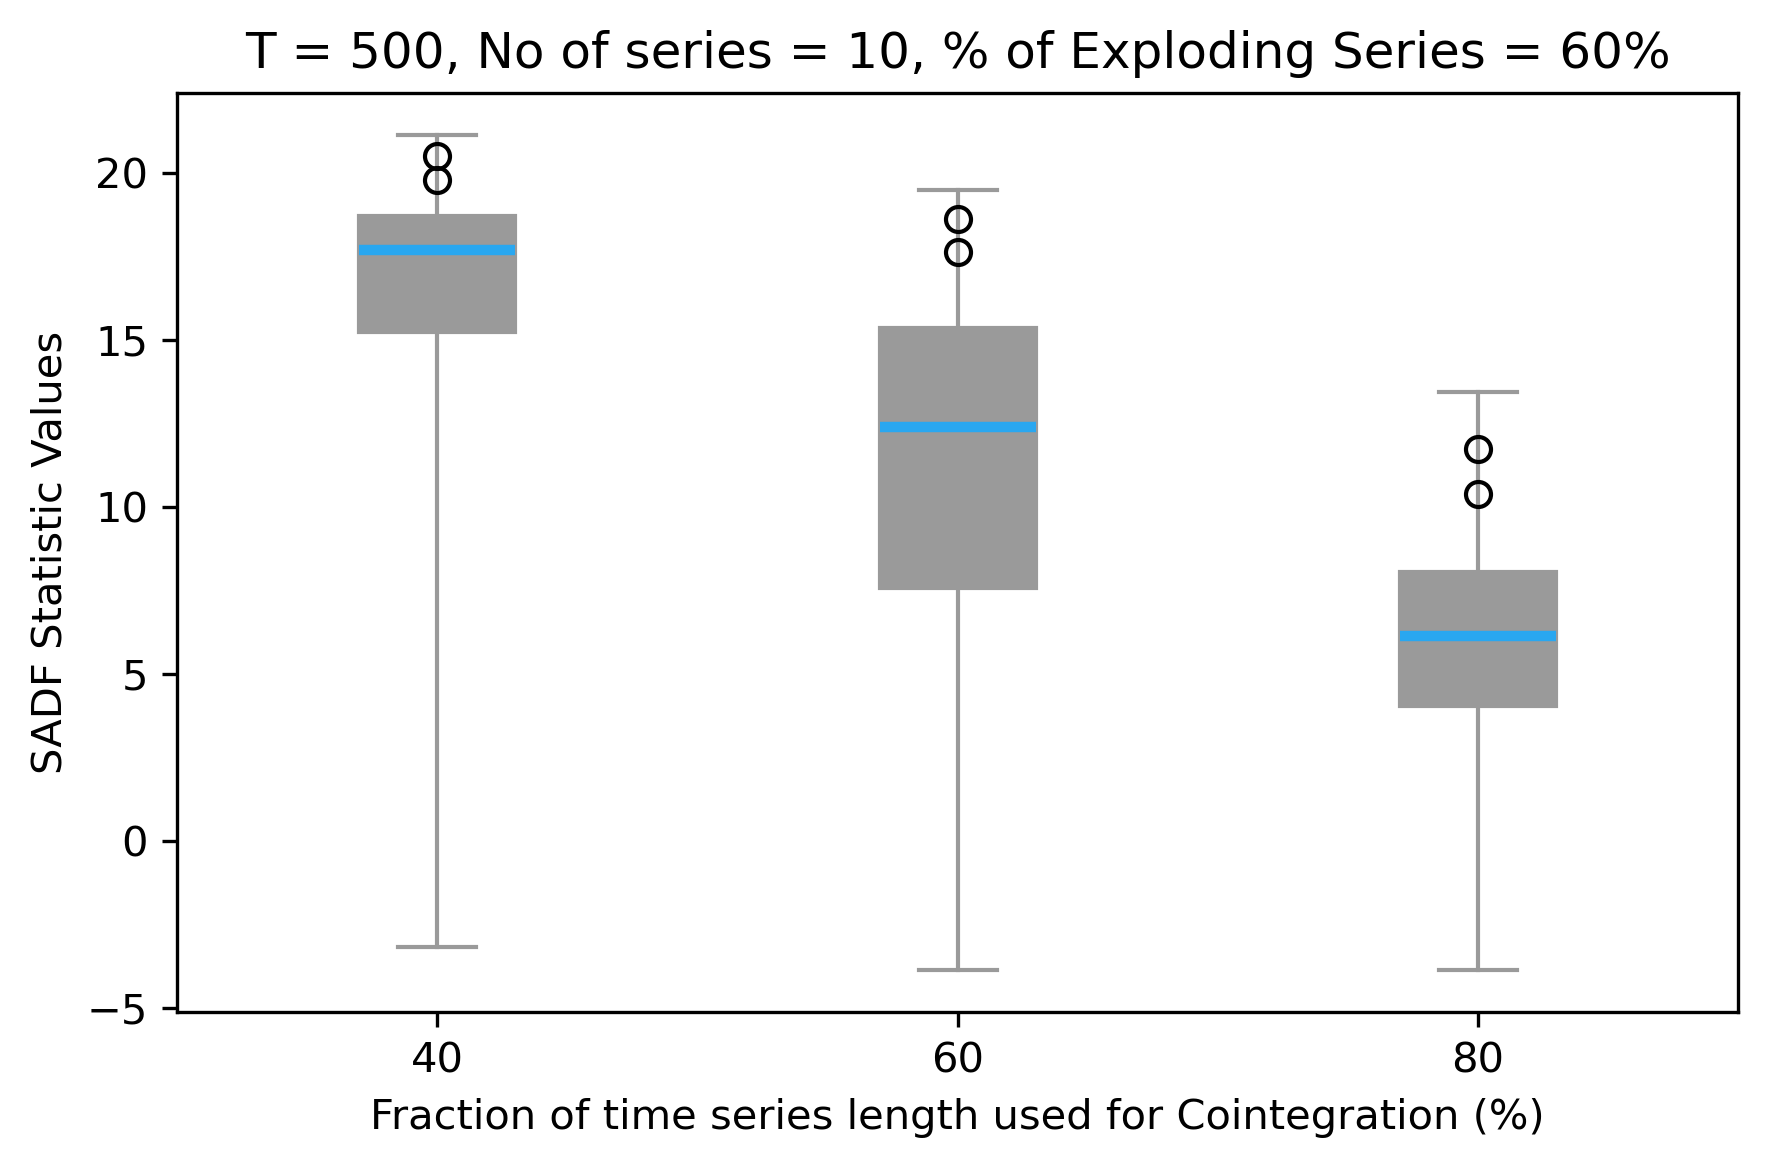 T = 500, No of series = 10, % of Exploding Series = 60%
20
15
10
5
0
−5
SADF Statistic Values
40 60 80
Fraction of time series length used for Cointegration (%)